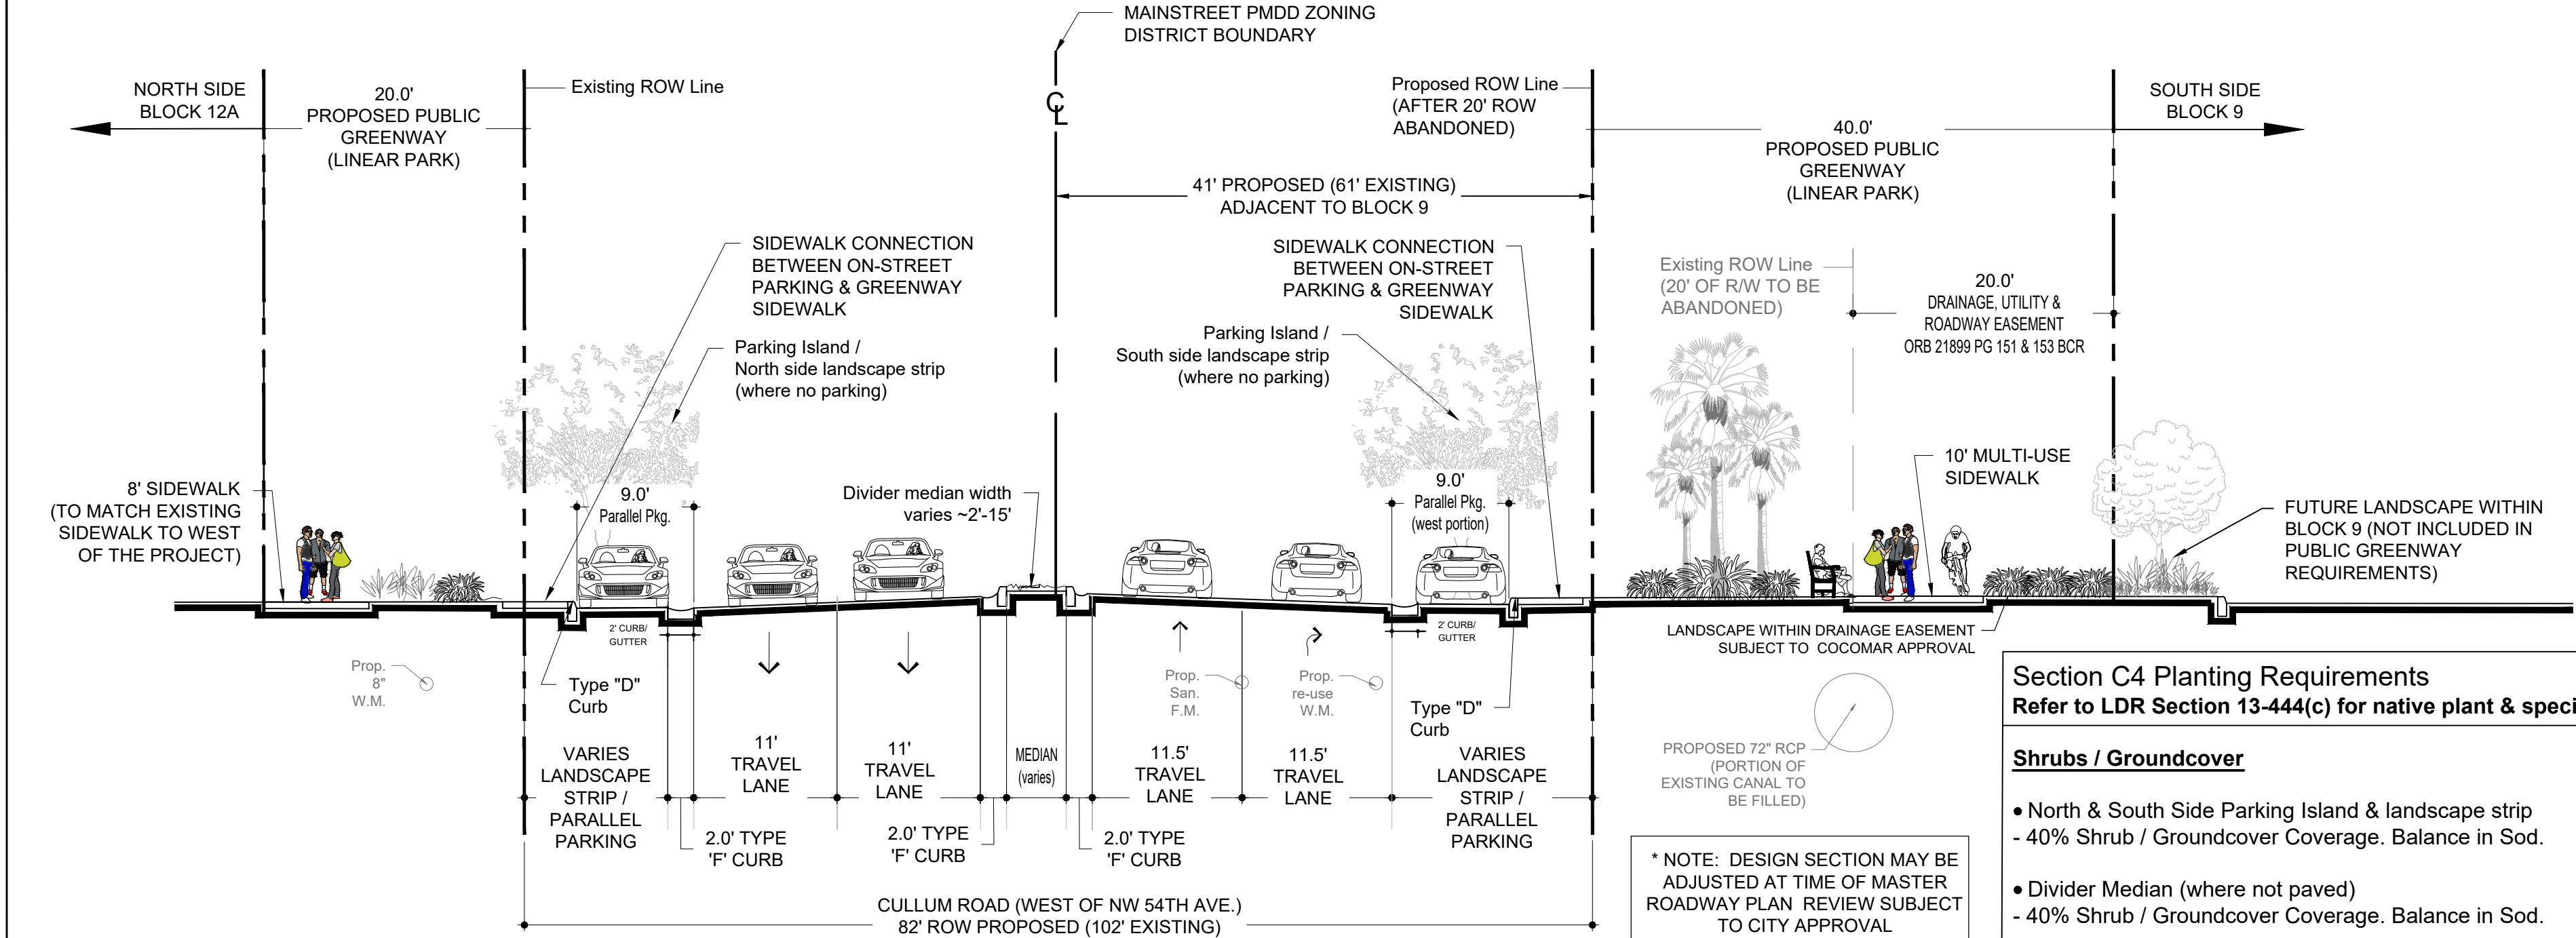 MAINSTREET PMDD ZONING
DISTRICT BOUNDARY
NORTH SIDE
BLOCK 12A
20.0'
PROPOSED PUBLIC
GREENWAY
(LINEAR PARK)
Existing ROW Line
CL
Proposed ROW Line
(AFTER 20' ROW
ABANDONED)
40.0'
PROPOSED PUBLIC
GREENWAY
(LINEAR PARK)
SOUTH SIDE
BLOCK 9
41' PROPOSED (61' EXISTING)
ADJACENT TO BLOCK 9
SIDEWALK CONNECTION
BETWEEN ON-STREET
PARKING & GREENWAY
SIDEWALK
Parking Island /
North side landscape strip
(where no parking)
SIDEWALK CONNECTION
BETWEEN ON-STREET
PARKING & GREENWAY
SIDEWALK
Parking Island /
South side landscape strip
(where no parking)
Existing ROW Line
(20' OF R/W TO BE
ABANDONED)
20.0'
DRAINAGE, UTILITY &
ROADWAY EASEMENT
ORB 21899 PG 151 & 153 BCR
8' SIDEWALK
(TO MATCH EXISTING
SIDEWALK TO WEST
OF THE PROJECT)
9.0'
Parallel Pkg.
Divider median width
varies ~2'-15'
9.0'
Parallel Pkg.
(west portion)
10' MULTI-USE
SIDEWALK
FUTURE LANDSCAPE WITHIN
BLOCK 9 (NOT INCLUDED IN
PUBLIC GREENWAY
REQUIREMENTS)
2' CURB/
GUTTER
2' CURB/
GUTTER
LANDSCAPE WITHIN DRAINAGE EASEMENT
SUBJECT TO COCOMAR APPROVAL
Prop.
8"
W.M.
Type "D"
Curb
Prop.
San.
F.M.
Prop.
re-use
W.M.
Type "D"
Curb
PROPOSED 72" RCP
(PORTION OF
EXISTING CANAL TO
BE FILLED)
VARIES
LANDSCAPE
STRIP /
PARALLEL
PARKING
11'
TRAVEL
LANE
11'
TRAVEL
LANE
MEDIAN
(varies)
11.5'
TRAVEL
LANE
11.5'
TRAVEL
LANE
VARIES
LANDSCAPE
STRIP /
PARALLEL
PARKING
2.0' TYPE
'F' CURB
2.0' TYPE
'F' CURB
2.0' TYPE
'F' CURB
CULLUM ROAD (WEST OF NW 54TH AVE.)
82' ROW PROPOSED (102' EXISTING)
* NOTE: DESIGN SECTION MAY BE
ADJUSTED AT TIME OF MASTER
ROADWAY PLAN REVIEW SUBJECT
TO CITY APPROVAL
Section C4 Planting Requirements
Refer to LDR Section 13-444(c) for native plant & speci
Shrubs / Groundcover
• North & South Side Parking Island & landscape strip
- 40% Shrub / Groundcover Coverage. Balance in Sod.
• Divider Median (where not paved)
- 40% Shrub / Groundcover Coverage. Balance in Sod.